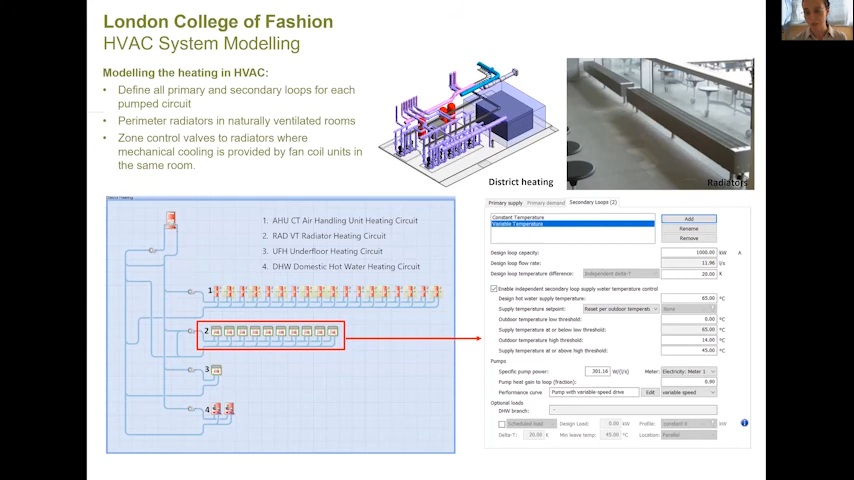 London College of Fashion
HVAC System Modelling
Modelling the heating in HVAC:
• Define all primary and secondary loops for each
pumped circuit
• Perimeter radiators in naturally ventilated rooms
• Zone control valves to radiators where
mechanical cooling is provided by fan coil units in
the same room.
District heating
Radiators
District Heating
1. AHU CT Air Handling Unit Heating Circuit
2. RAD VT Radiator Heating Circuit
3. UFH Underfloor Heating Circuit
4. DHW Domestic Hot Water Heating Circuit
1
2
3
4
Primary supply Primary demand Secondary Loops (2)
Constant Temperature
Variable Temperature
Add
Rename
Remove
Design loop capacity: 1000.00 kW A
Design loop flow rate: 11.96 l/s
Design loop temperature difference: Independent delta-T 20.00 K
Enable independent secondary loop supply water temperature control
Design hot water supply temperature: 65.00 °C
Supply temperature setpoint: Reset per outdoor temperatu None
Outdoor temperature low threshold: 0.00 °C
Supply temperature at or below low threshold: 65.00 °C
Outdoor temperature high threshold: 14.00 °C
Supply temperature at or above high threshold: 45.00 °C
Pumps
Specific pump power: 301.16 W/(l/s) Meter: Electricity: Meter 1
Pump heat gain to loop (fraction): 0.90
Performance curve Pump with variable speed drive Edit variable speed
Optional loads
DHW branch: -
Scheduled load Design Load: 0.00 kW Profile: constant 0 kW
Delta-T: 20.00 K Min leave temp: 45.00 °C Location: Parallel